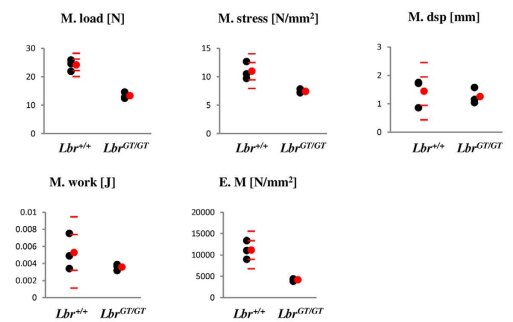 M. load [N]
30
20
10
0
Lbr+/+ LbrGT/GT
M. stress [N/mm²]
15
10
5
0
Lbr+/+ LbrGT/GT
M. dsp [mm]
3
2
1
0
Lbr+/+ LbrGT/GT
M. work [J]
0.01
0.008
0.006
0.004
0.002
0
Lbr+/+ LbrGT/GT
E. M [N/mm²]
20000
15000
10000
5000
0
Lbr+/+ LbrGT/GT